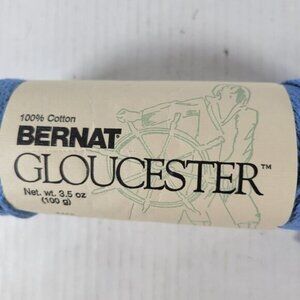 100% Cotton
BERNAT
GLOUCESTER™
Net. wt. 3.5 oz
(100 g)